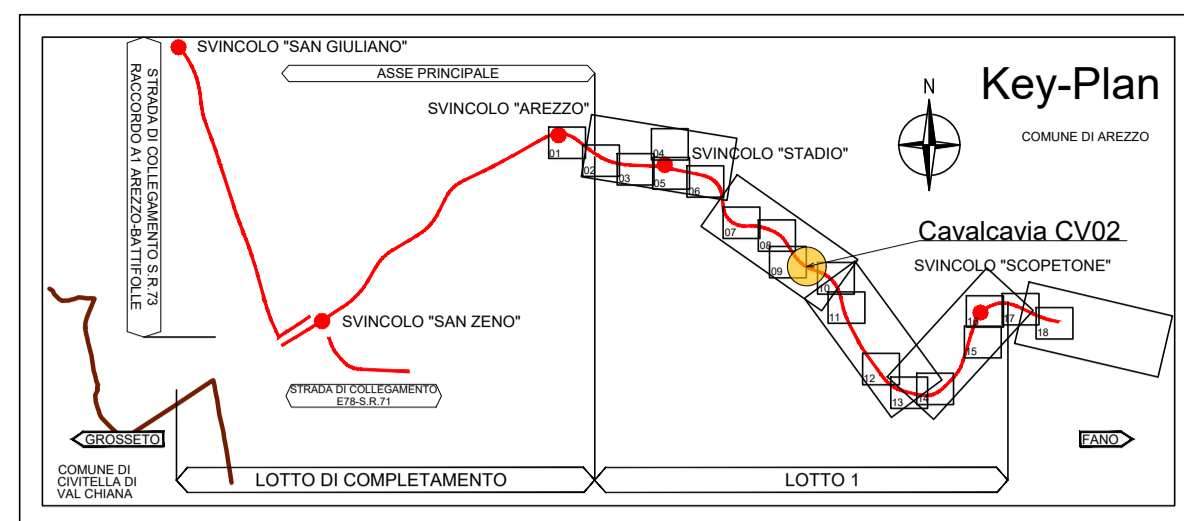 SVINCOLO "SAN GIULIANO"
STRADA DI COLLEGAMENTO S.R.73
RACCORDO A1 AREZZO-BATTIFOLLE
ASSE PRINCIPALE
SVINCOLO "AREZZO"
N
Key-Plan
COMUNE DI AREZZO
01
02
03
04
05
06
SVINCOLO "STADIO"
07
08
09
10
11
Cavalcavia CV02
SVINCOLO "SCOPETONE"
12
13
14
15
16
17
18
SVINCOLO "SAN ZENO"
STRADA DI COLLEGAMENTO
E78-S.R.71
GROSSETO
FANO
COMUNE DI
CIVITELLA DI
VAL CHIANA
LOTTO DI COMPLETAMENTO
LOTTO 1